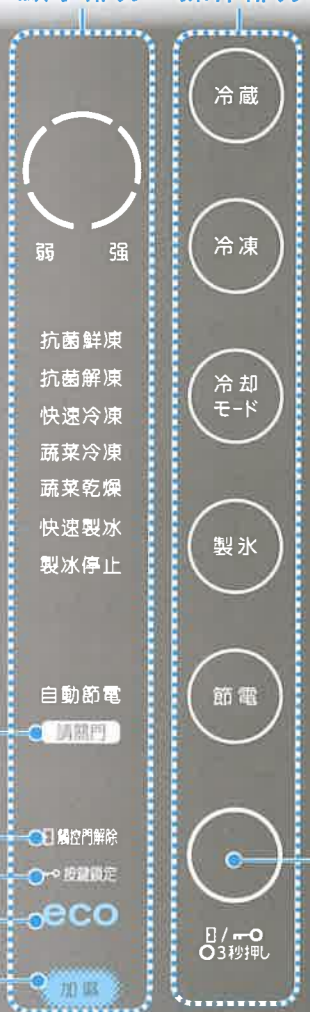 冷蔵
冷凍
冷却
モード
製氷
節電
弱 强
抗菌鮮凍
抗菌解凍
快速冷凍
蔬菜冷凍
蔬菜乾燥
快速製冰
製冰停止
自動節電
請關門
觸控門解除
按鍵鎖定
eco
3秒押し